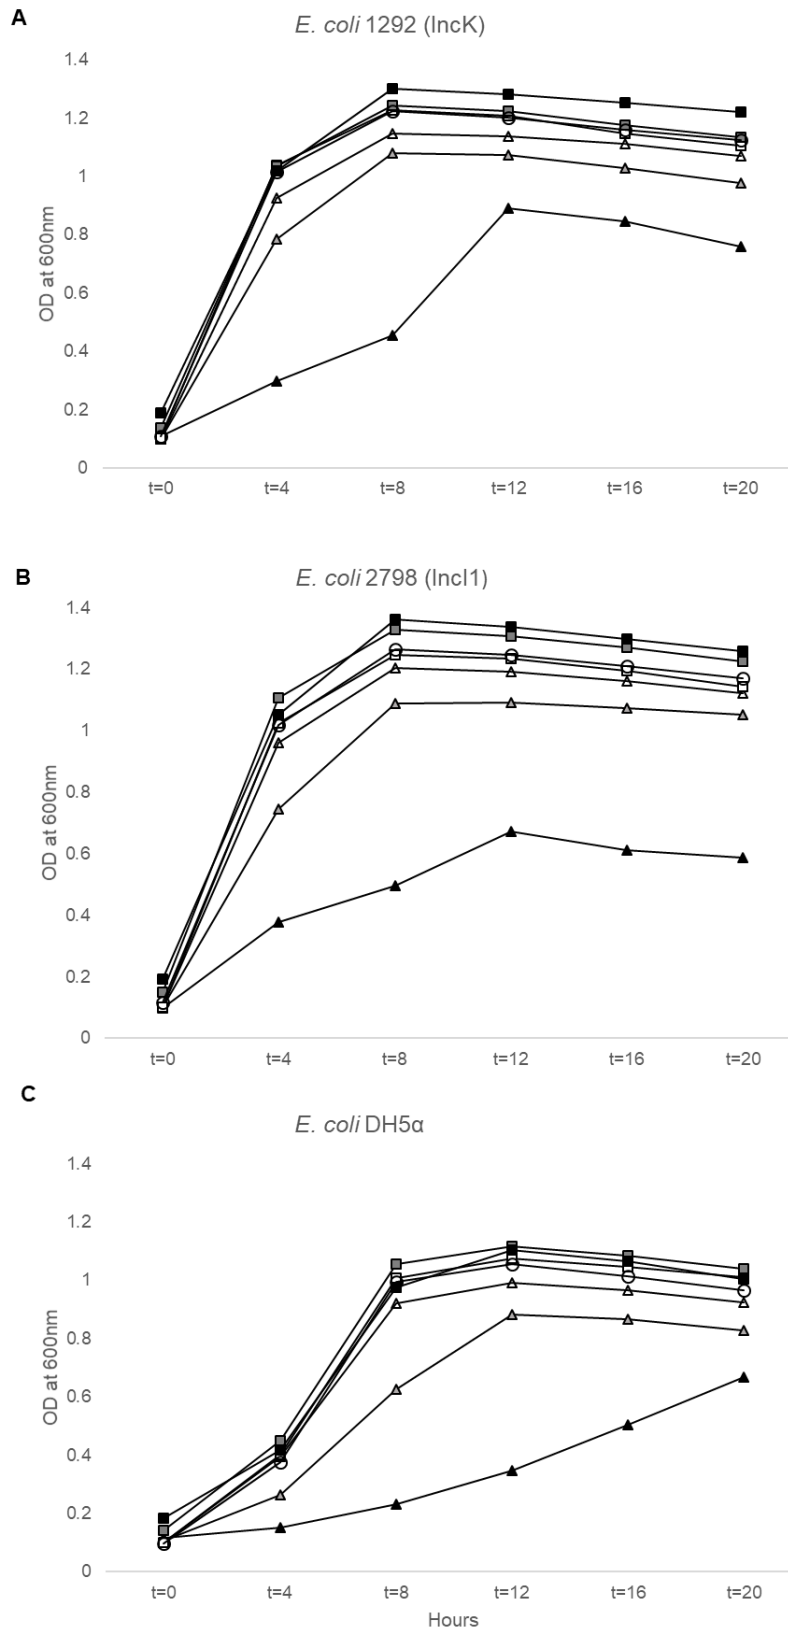 A
E. coli 1292 (IncK)
OD at 600nm
1.4
1.2
1
0.8
0.6
0.4
0.2
0
t=0 t=4 t=8 t=12 t=16 t=20
B
E. coli 2798 (IncI1)
OD at 600nm
1.4
1.2
1
0.8
0.6
0.4
0.2
0
t=0 t=4 t=8 t=12 t=16 t=20
C
E. coli DH5α
OD at 600nm
1.4
1.2
1
0.8
0.6
0.4
0.2
0
t=0 t=4 t=8 t=12 t=16 t=20
Hours